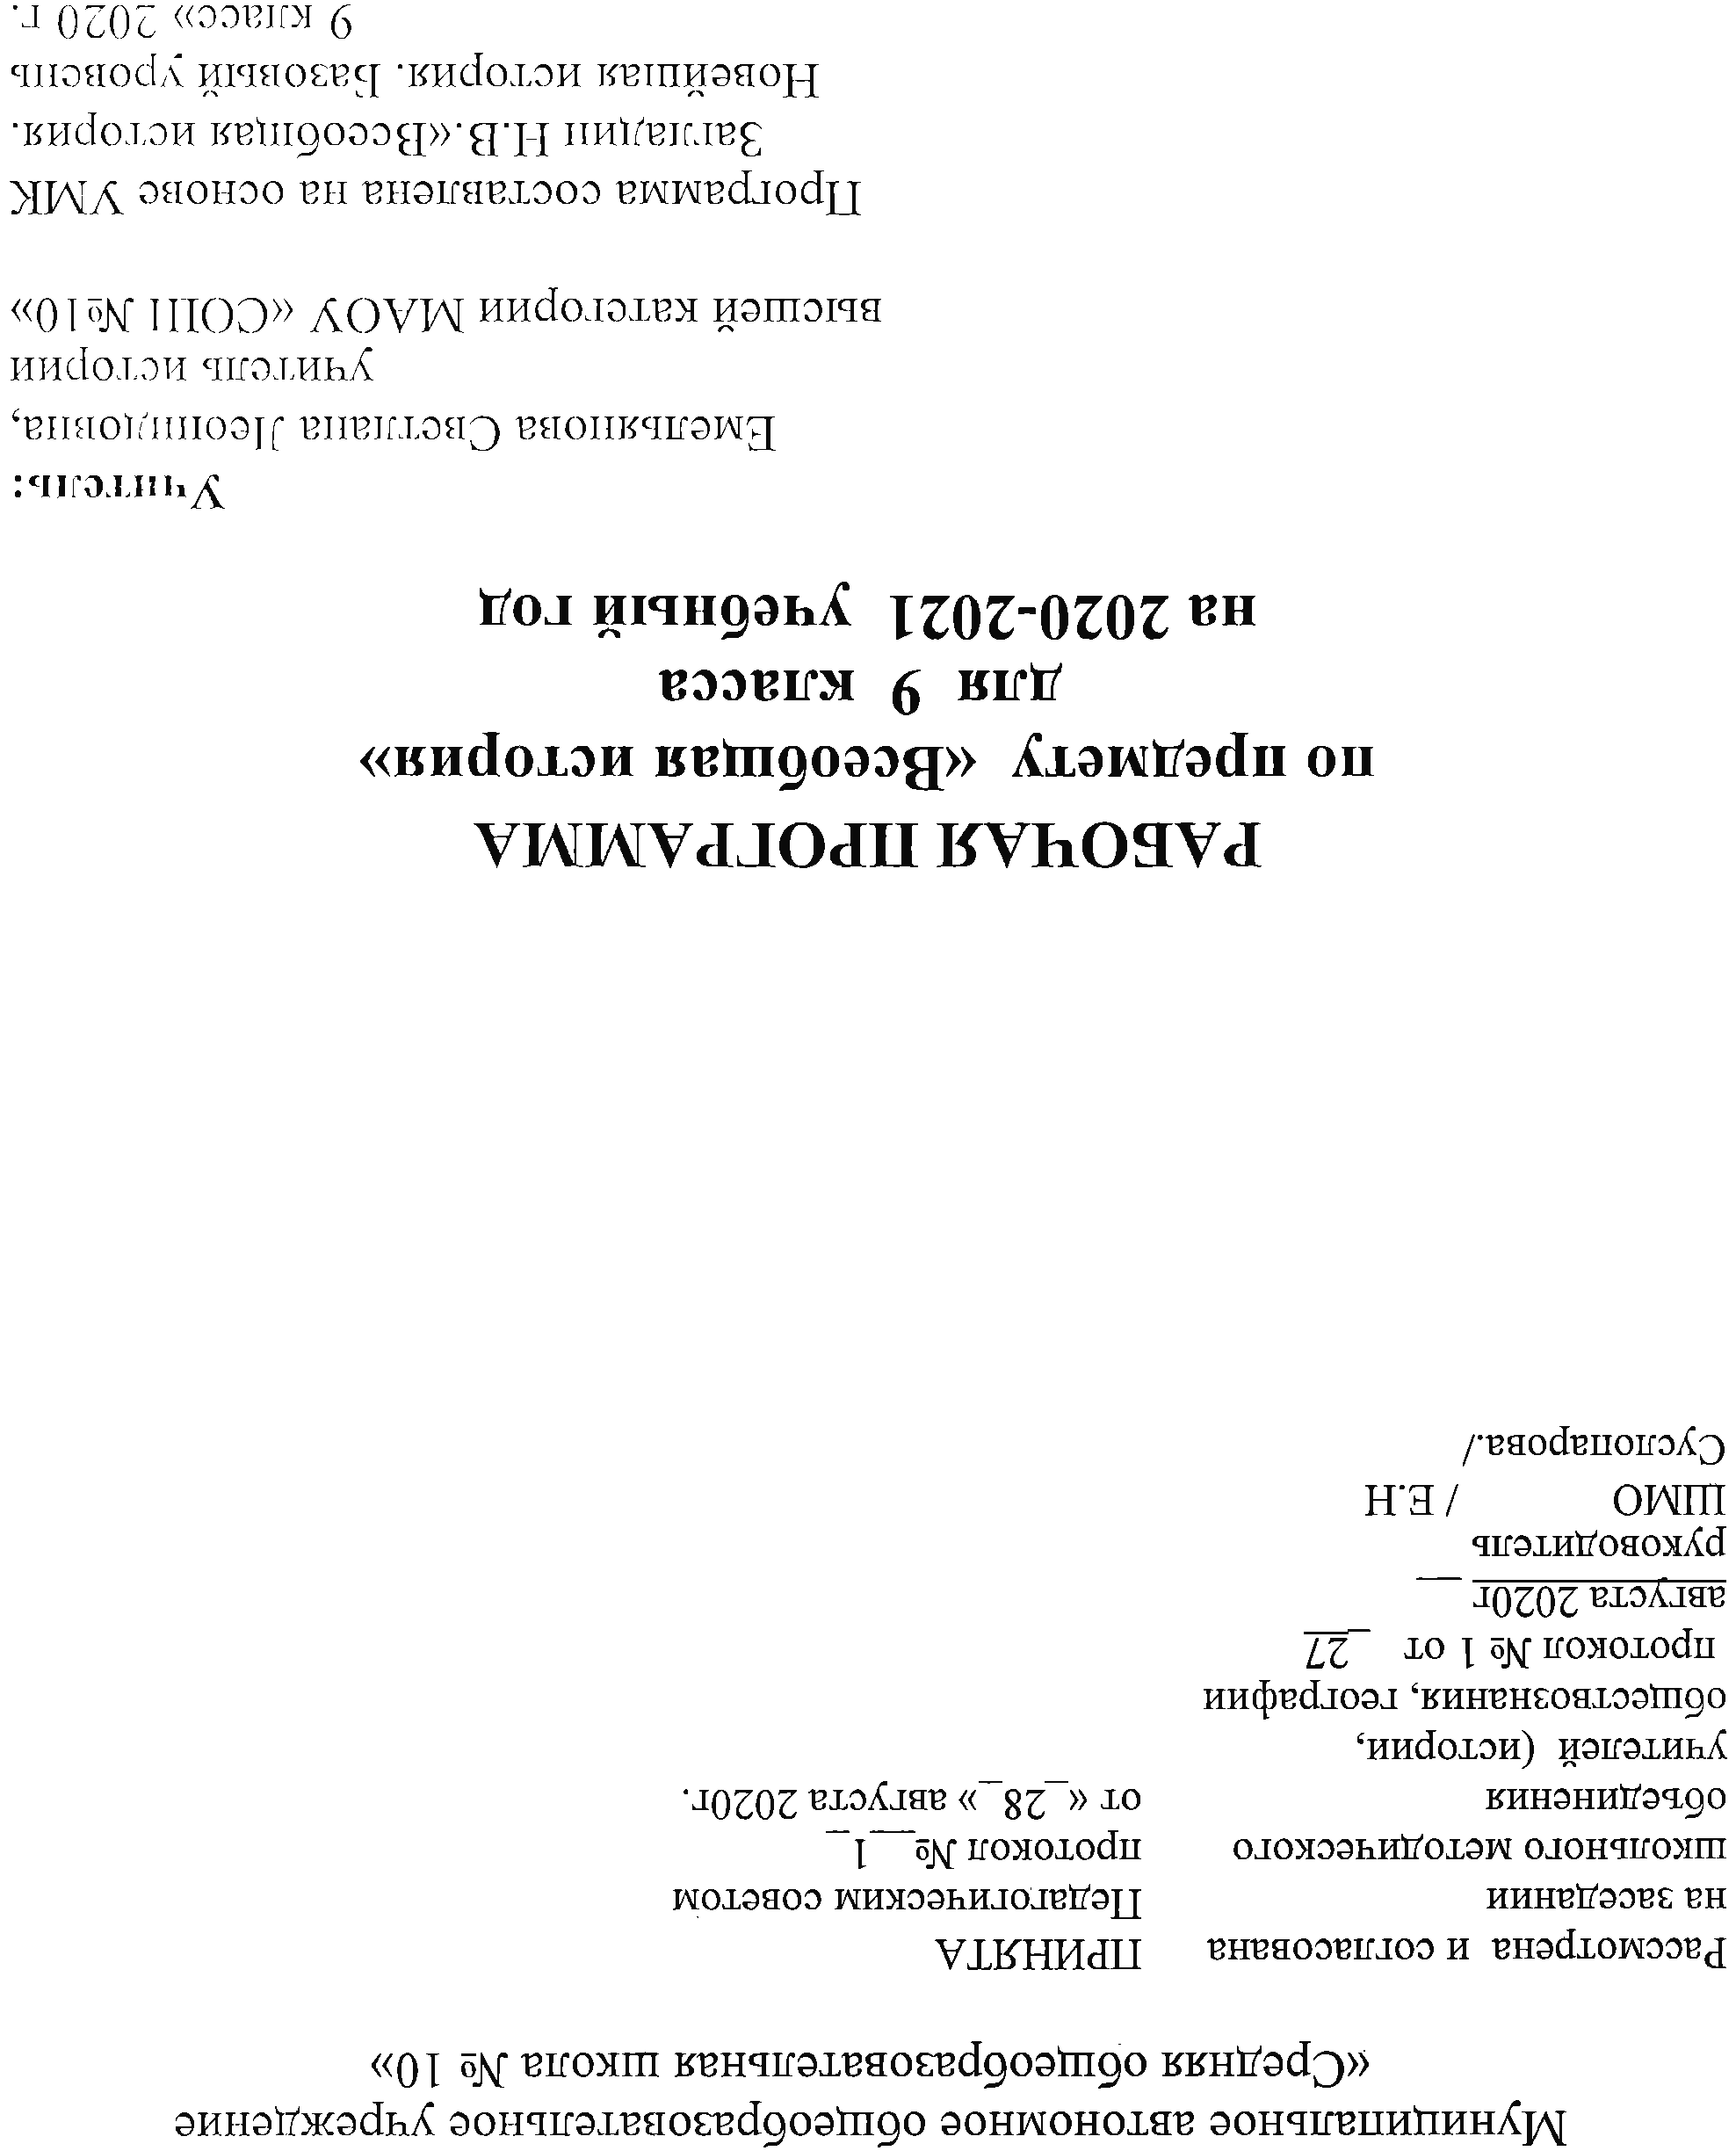 Муниципальное автономное общеобразовательное учреждение
«Средняя общеобразовательная школа № 10»
Рассмотрена и согласована
на заседании
школьного методического
объединения
учителей (истории,
обществознания, географии
протокол № 1 от _27
августа 2020г __
руководитель
ШМО / Е.Н
Суслопарова./
ПРИНЯТА
Педагогическим советом
протокол №__1_
от «_28_» августа 2020г.
РАБОЧАЯ ПРОГРАММА
по предмету «Всеобщая история»
для 9 класса
на 2020-2021 учебный год
Учитель:
Емельянова Светлана Леонидовна,
учитель истории
высшей категории МАОУ «СОШ №10»
Программа составлена на основе УМК
Загладин Н.В.«Всеобщая история.
Новейшая история. Базовый уровень
9 класс» 2020 г.